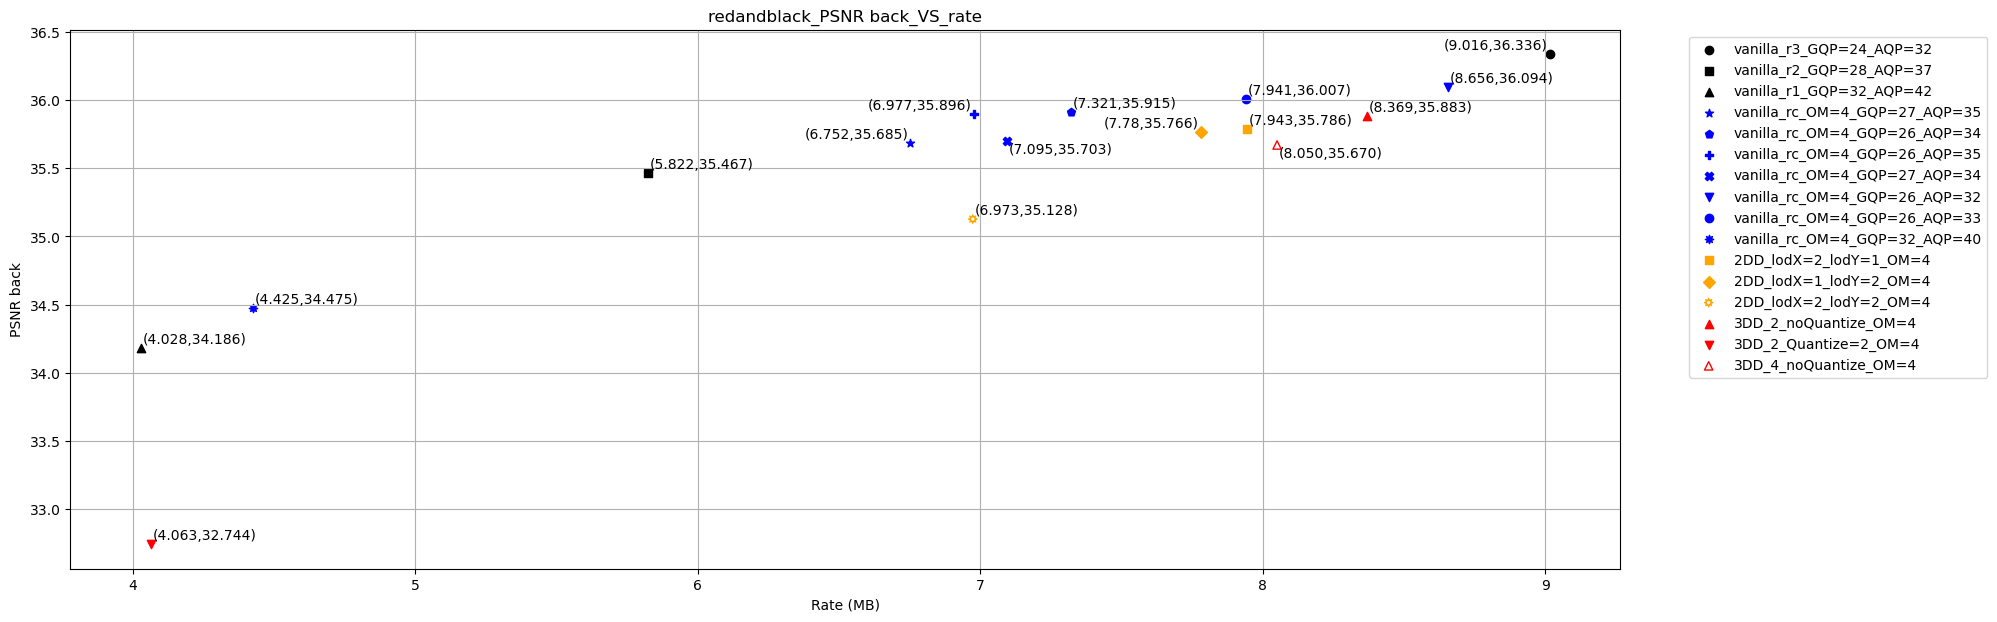 redandblack_PSNR back_VS_rate
36.5
36.0
35.5
35.0
34.5
34.0
33.5
33.0
PSNR back
(9.016,36.336)
(8.656,36.094)
(7.941,36.007)
(6.977,35.896)
(7.321,35.915)
(8.369,35.883)
(7.78,35.766)
(7.943,35.786)
(6.752,35.685)
(7.095,35.703)
(8.050,35.670)
(5.822,35.467)
(6.973,35.128)
(4.425,34.475)
(4.028,34.186)
(4.063,32.744)
4
5
6
7
8
9
Rate (MB)
vanilla_r3_GQP=24_AQP=32
vanilla_r2_GQP=28_AQP=37
vanilla_r1_GQP=32_AQP=42
vanilla_rc_OM=4_GQP=27_AQP=35
vanilla_rc_OM=4_GQP=26_AQP=34
vanilla_rc_OM=4_GQP=26_AQP=35
vanilla_rc_OM=4_GQP=27_AQP=34
vanilla_rc_OM=4_GQP=26_AQP=32
vanilla_rc_OM=4_GQP=26_AQP=33
vanilla_rc_OM=4_GQP=32_AQP=40
2DD_lodX=2_lodY=1_OM=4
2DD_lodX=1_lodY=2_OM=4
2DD_lodX=2_lodY=2_OM=4
3DD_2_noQuantize_OM=4
3DD_2_Quantize=2_OM=4
3DD_4_noQuantize_OM=4